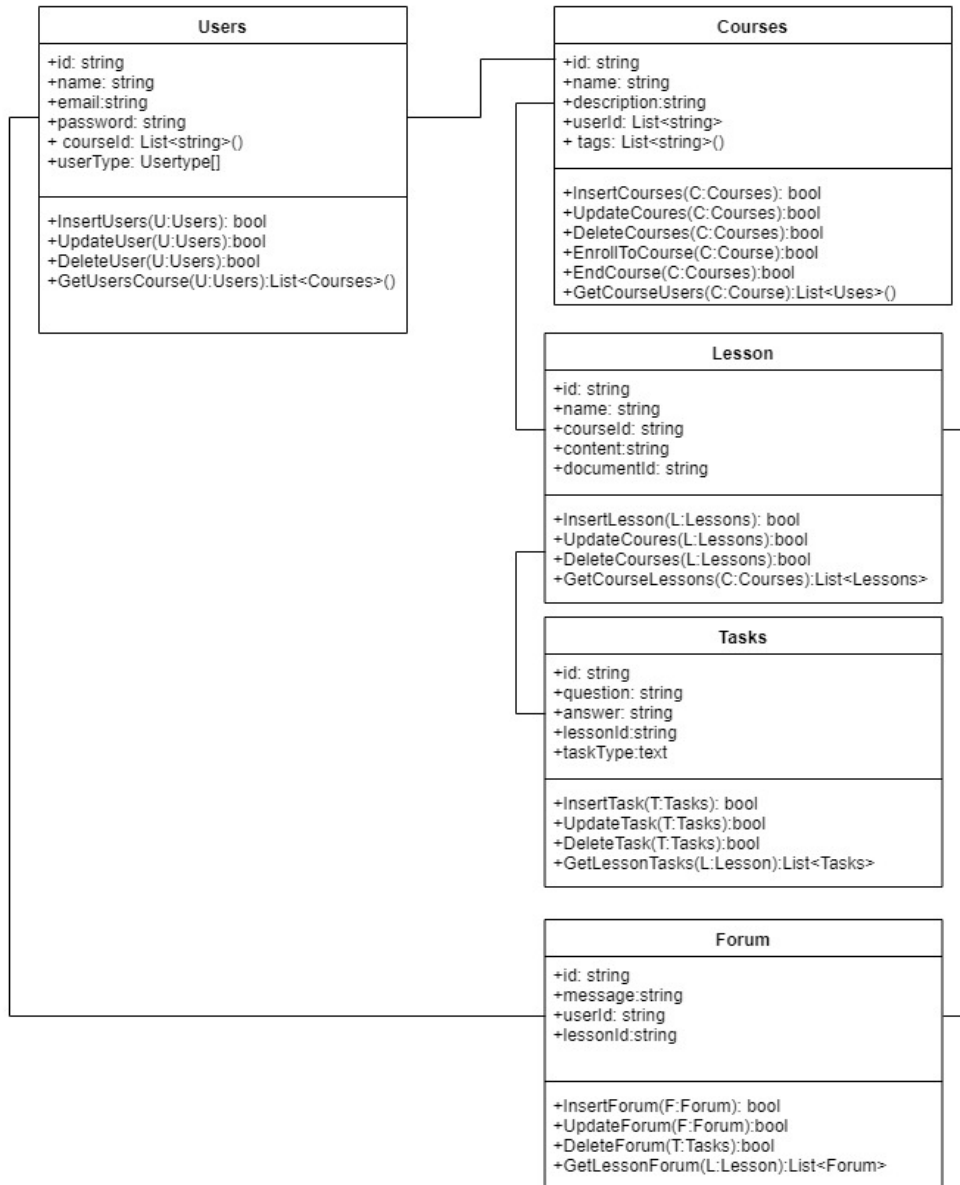 Users
+id: string
+name: string
+email:string
+password: string
+ courseId: List<string>()
+userType: Usertype[]
+InsertUsers(U:Users): bool
+UpdateUser(U:Users):bool
+DeleteUser(U:Users):bool
+GetUsersCourse(U:Users):List<Courses>()
Courses
+id: string
+name: string
+description:string
+userId: List<string>
+ tags: List<string>()
+InsertCourses(C:Courses): bool
+UpdateCoures(C:Courses):bool
+DeleteCourses(C:Courses):bool
+EnrollToCourse(C:Course):bool
+EndCourse(C:Courses):bool
+GetCourseUsers(C:Course):List<Uses>()
Lesson
+id: string
+name: string
+courseId: string
+content:string
+documentId: string
+InsertLesson(L:Lessons): bool
+UpdateCoures(L:Lessons):bool
+DeleteCourses(L:Lessons):bool
+GetCourseLessons(C:Courses):List<Lessons>
Tasks
+id: string
+question: string
+answer: string
+lessonId:string
+taskType:text
+InsertTask(T:Tasks): bool
+UpdateTask(T:Tasks):bool
+DeleteTask(T:Tasks):bool
+GetLessonTasks(L:Lesson):List<Tasks>
Forum
+id: string
+message:string
+userId: string
+lessonId:string
+InsertForum(F:Forum): bool
+UpdateForum(F:Forum):bool
+DeleteForum(T:Tasks):bool
+GetLessonForum(L:Lesson):List<Forum>